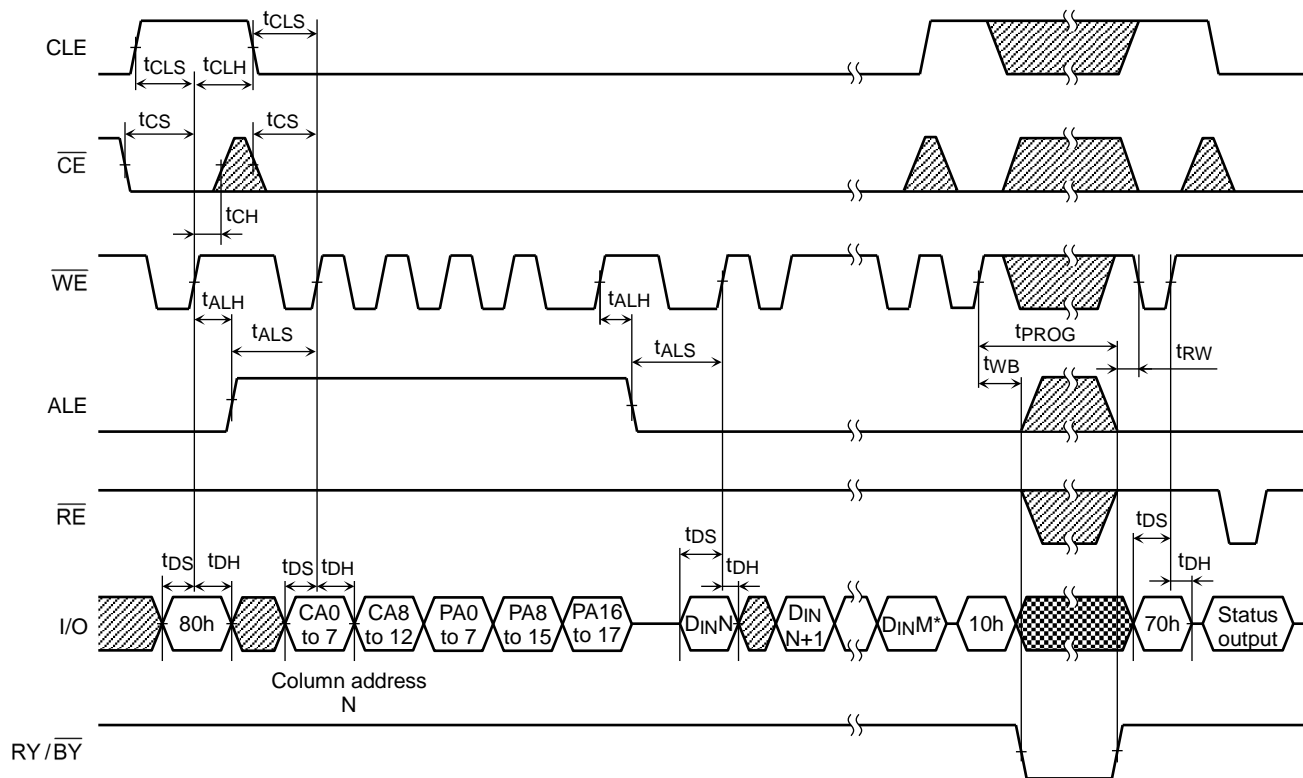 tCLS
CLE
tCLS tCLH
tCS tCS
CE
tCH
WE
tALH tALH
tALS tALS tPROG
tWB tRW
ALE
RE
tDS tDH tDS tDH tDS tDH tDS tDH
I/O
80h
CA0
to 7
CA8
to 12
PA0
to 7
PA8
to 15
PA16
to 17
DINN
DIN
N+1
DINM*
10h
70h
Status
output
Column address
N
RY/BY